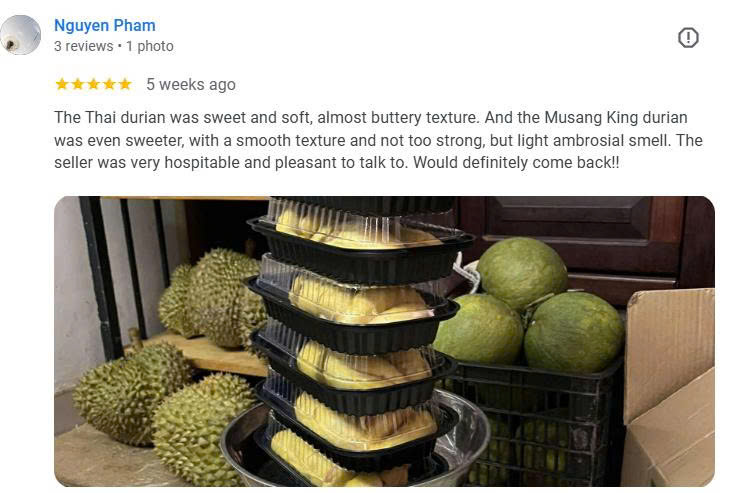 Nguyen Pham
3 reviews • 1 photo
★★★★★ 5 weeks ago
The Thai durian was sweet and soft, almost buttery texture. And the Musang King durian
was even sweeter, with a smooth texture and not too strong, but light ambrosial smell. The
seller was very hospitable and pleasant to talk to. Would definitely come back!!